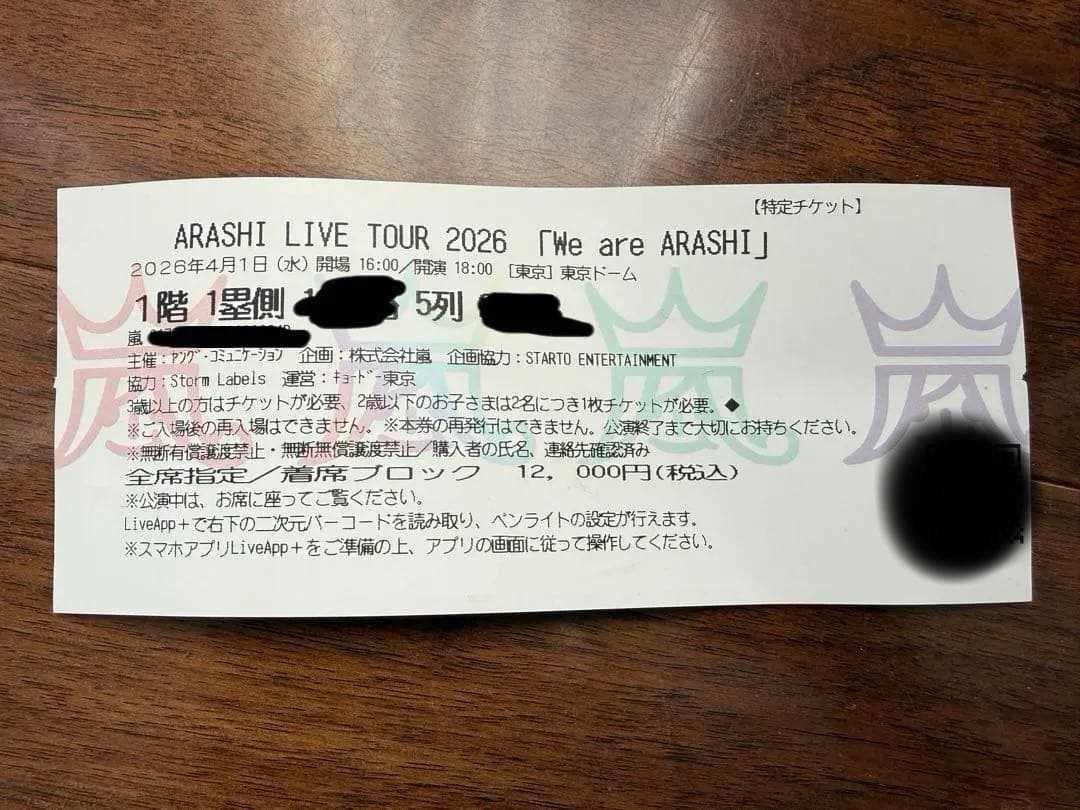 【特定チケット】
ARASHI LIVE TOUR 2026 「We are ARASHI」
2026年4月1日（水）開場 16:00／開演 18:00 ［東京］東京ドーム
1階 1塁側 5列
嵐
主催：ﾔﾝｸﾞ・ｺﾐｭﾆｹｰｼｮﾝ 企画：株式会社嵐 企画協力：STARTO ENTERTAINMENT
協力：Storm Labels 運営：ｷｮｰﾄﾞｰ東京
3歳以上の方はチケットが必要、2歳以下のお子さまは2名につき1枚チケットが必要。◆
※ご入場後の再入場はできません。※本券の再発行はできません。公演終了まで大切にお持ちください。
※無断有償譲渡禁止・無断無償譲渡禁止／購入者の氏名、連絡先確認済み
全席指定／着席ブロック 12，000円(税込)
※公演中は、お席に座ってご覧ください。
LiveApp＋で右下の二次元バーコードを読み取り、ペンライトの設定が行えます。
※スマホアプリLiveApp＋をご準備の上、アプリの画面に従って操作してください。